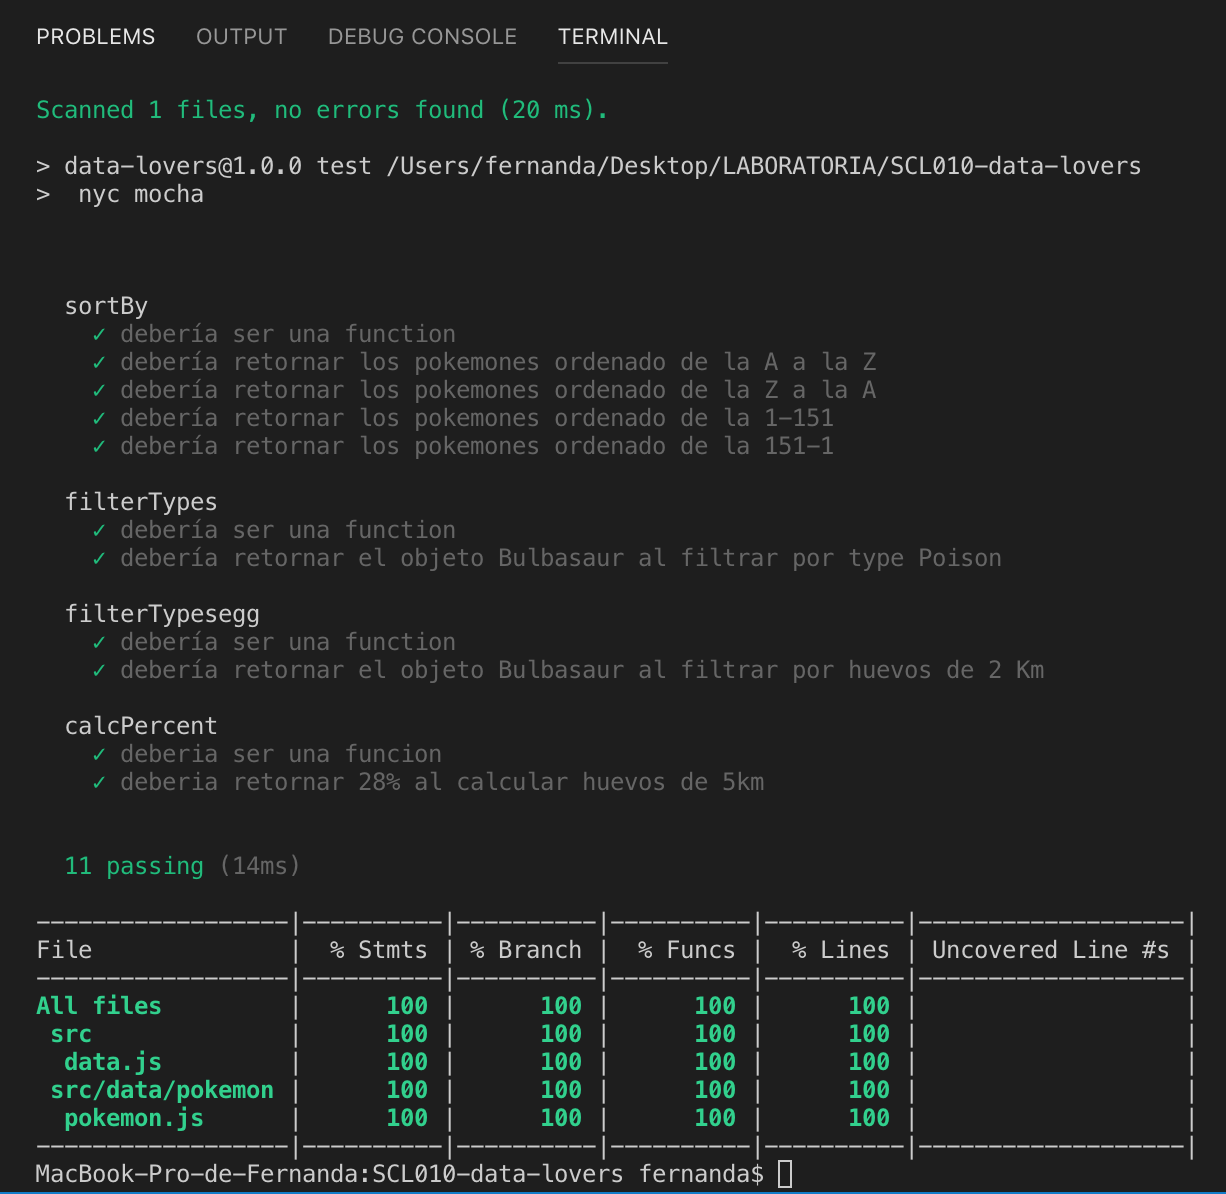 PROBLEMS OUTPUT DEBUG CONSOLE TERMINAL
Scanned 1 files, no errors found (20 ms).
> data-lovers@1.0.0 test /Users/fernanda/Desktop/LABORATORIA/SCL010-data-lovers
>  nyc mocha
sortBy
✓ debería ser una function
✓ debería retornar los pokemones ordenado de la A a la Z
✓ debería retornar los pokemones ordenado de la Z a la A
✓ debería retornar los pokemones ordenado de la 1-151
✓ debería retornar los pokemones ordenado de la 151-1
filterTypes
✓ debería ser una function
✓ debería retornar el objeto Bulbasaur al filtrar por type Poison
filterTypesegg
✓ debería ser una function
✓ debería retornar el objeto Bulbasaur al filtrar por huevos de 2 Km
calcPercent
✓ deberia ser una funcion
✓ deberia retornar 28% al calcular huevos de 5km
11 passing (14ms)
------------------|----------|----------|----------|----------|-------------------|
File              |  % Stmts | % Branch |  % Funcs |  % Lines | Uncovered Line #s |
------------------|----------|----------|----------|----------|-------------------|
All files         |      100 |      100 |      100 |      100 |                   |
 src              |      100 |      100 |      100 |      100 |                   |
  data.js         |      100 |      100 |      100 |      100 |                   |
 src/data/pokemon |      100 |      100 |      100 |      100 |                   |
  pokemon.js      |      100 |      100 |      100 |      100 |                   |
------------------|----------|----------|----------|----------|-------------------|
MacBook-Pro-de-Fernanda:SCL010-data-lovers fernanda$